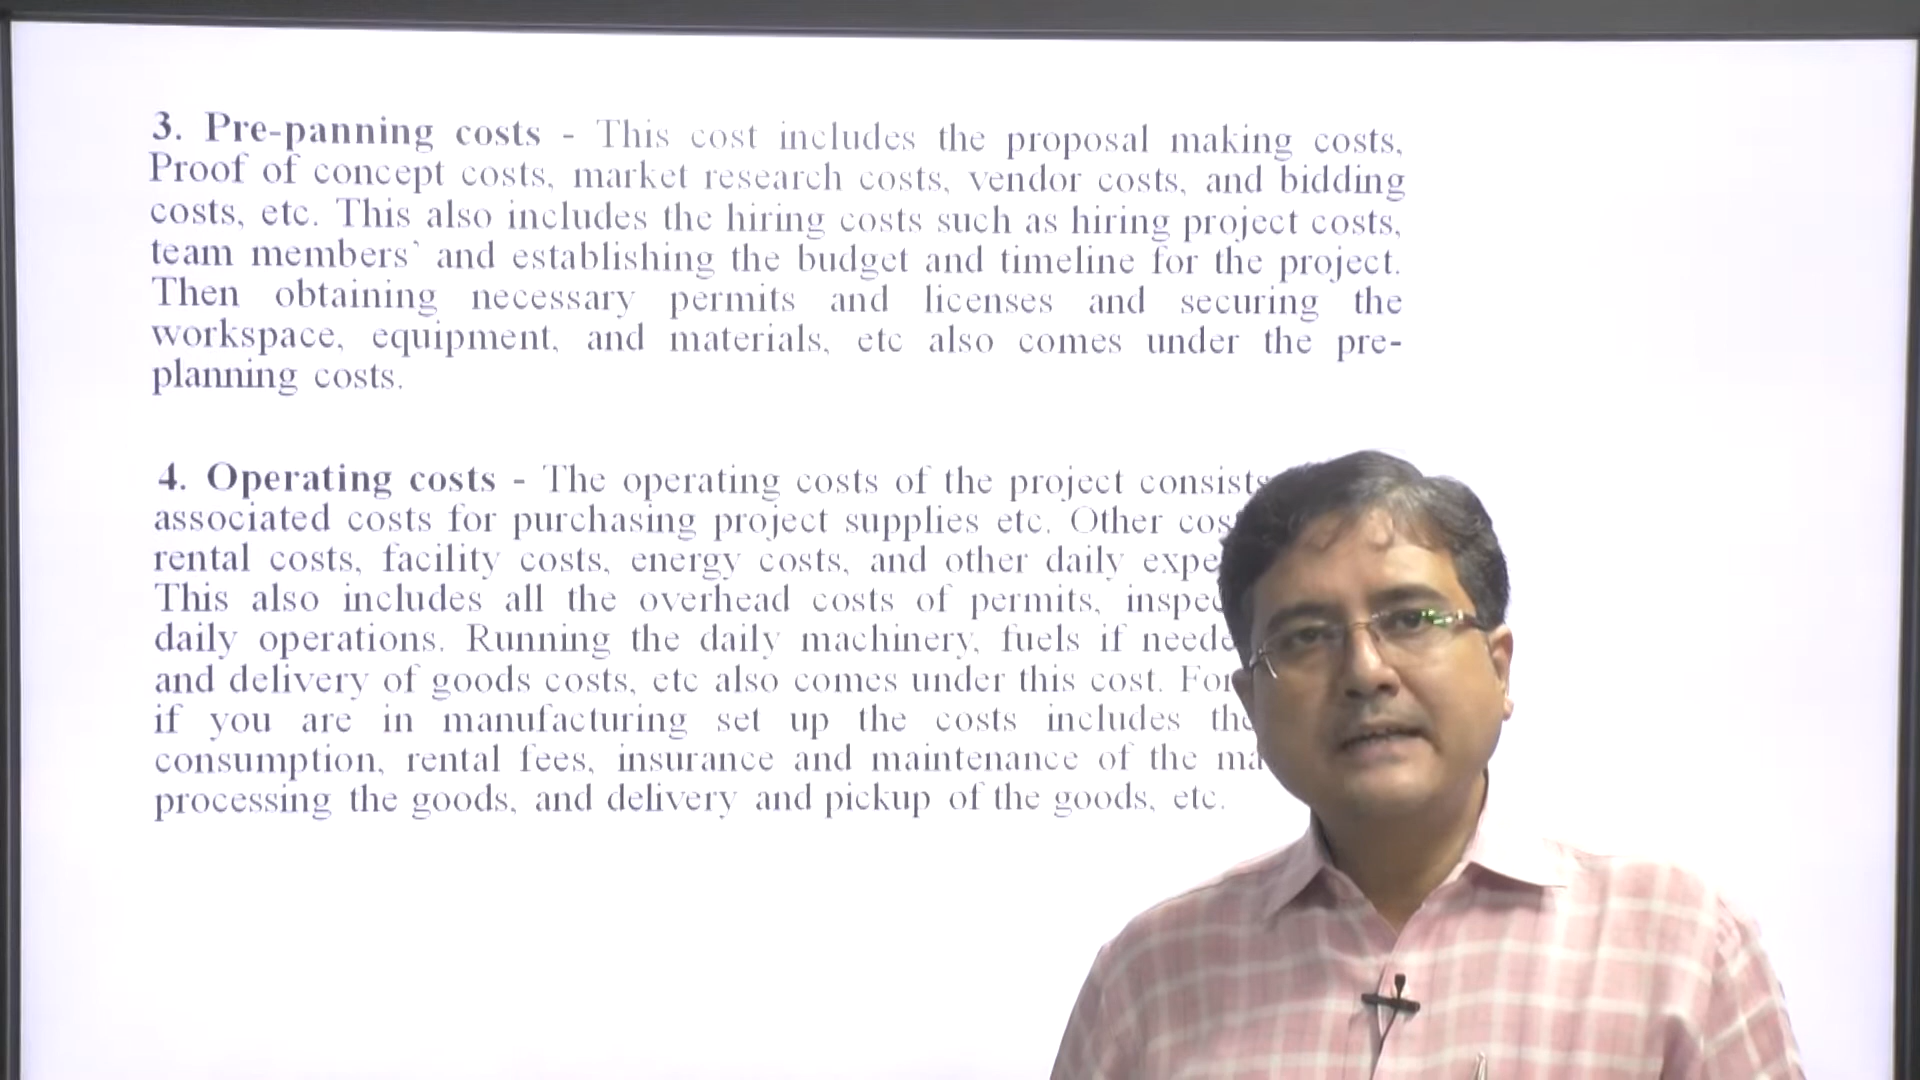 3. Pre-panning costs - This cost includes the proposal making costs,
Proof of concept costs, market research costs, vendor costs, and bidding
costs, etc. This also includes the hiring costs such as hiring project costs,
team members` and establishing the budget and timeline for the project.
Then obtaining necessary permits and licenses and securing the
workspace, equipment, and materials, etc also comes under the pre-
planning costs.
4. Operating costs - The operating costs of the project consists
associated costs for purchasing project supplies etc. Other
rental costs, facility costs, energy costs, and other daily
This also includes all the overhead costs of permits,
daily operations. Running the daily machinery, fuels if
and delivery of goods costs, etc also comes under this cost. For
if you are in manufacturing set up the costs includes
consumption, rental fees, insurance and maintenance of the
processing the goods, and delivery and pickup of the goods, etc.